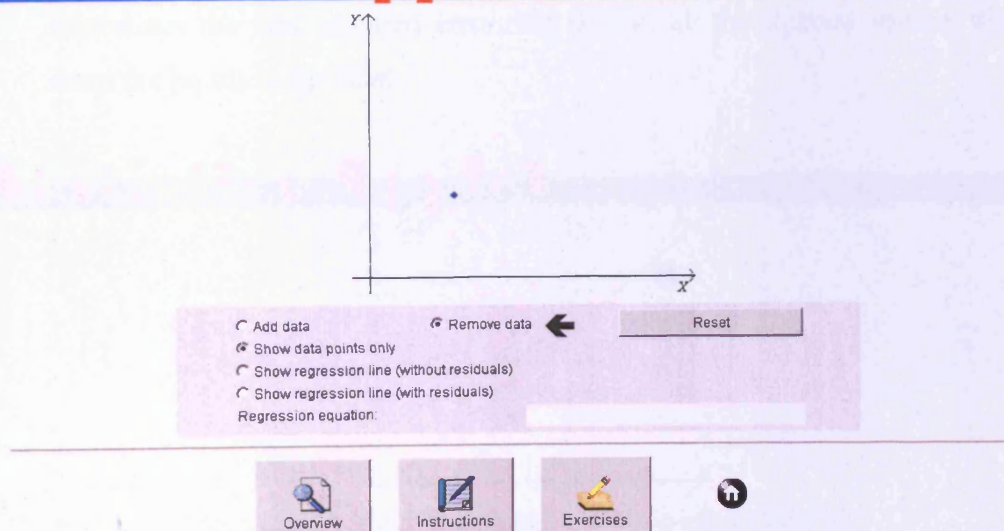 Y
X
Add data Remove data Reset
Show data points only
Show regression line (without residuals)
Show regression line (with residuals)
Regression equation:
Overview Instructions Exercises